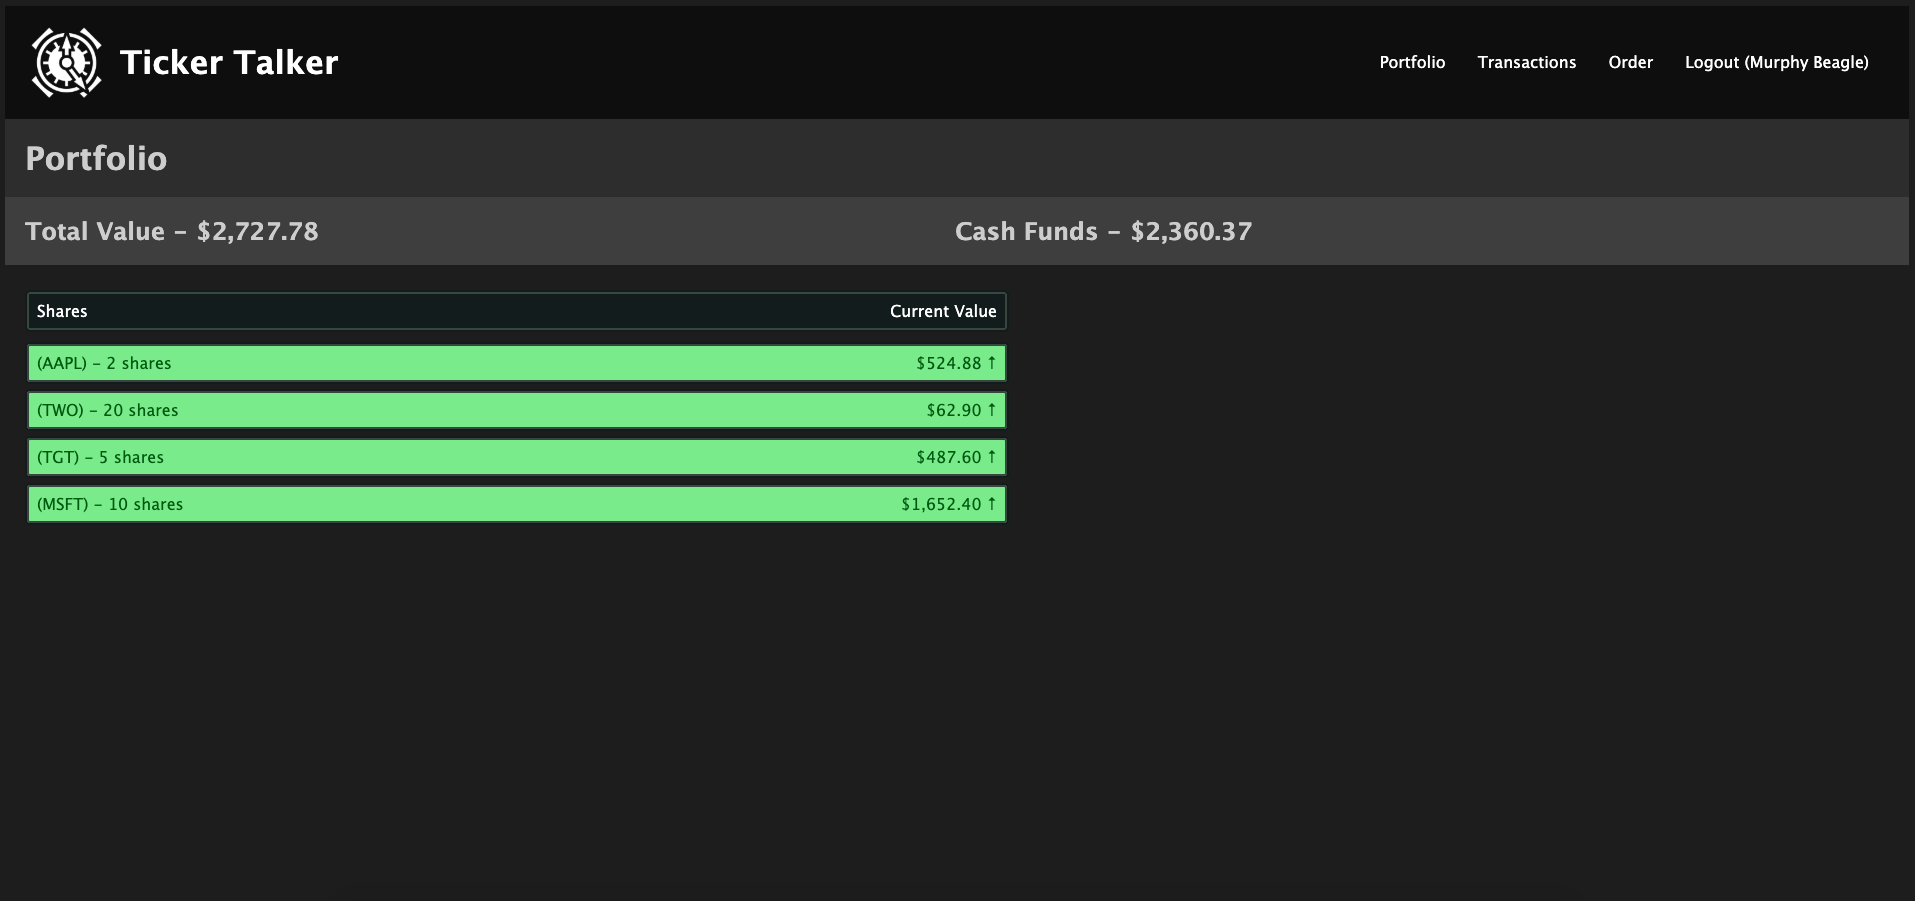 Ticker Talker
Portfolio Transactions Order Logout (Murphy Beagle)
Portfolio
Total Value - $2,727.78 Cash Funds - $2,360.37
Shares Current Value
(AAPL) - 2 shares $524.88 ↑
(TWO) - 20 shares $62.90 ↑
(TGT) - 5 shares $487.60 ↑
(MSFT) - 10 shares $1,652.40 ↑